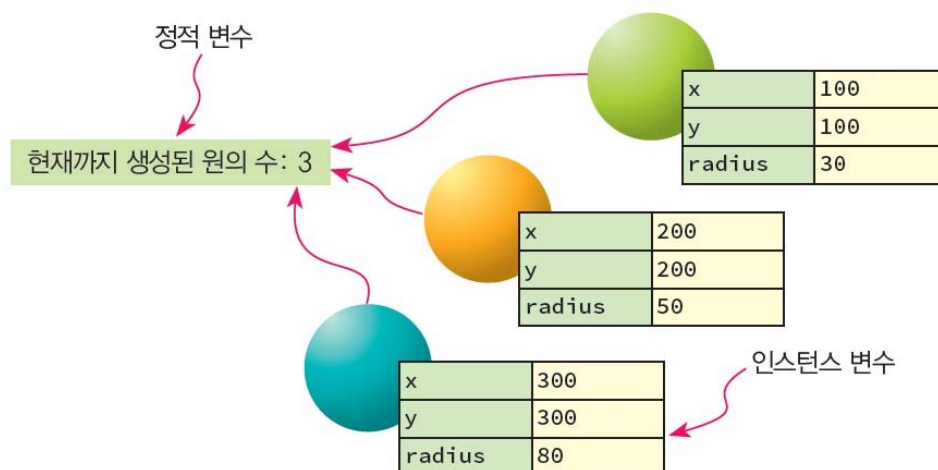 정적 변수
현재까지 생성된 원의 수: 3
x 100
y 100
radius 30
x 200
y 200
radius 50
x 300
y 300
radius 80
인스턴스 변수